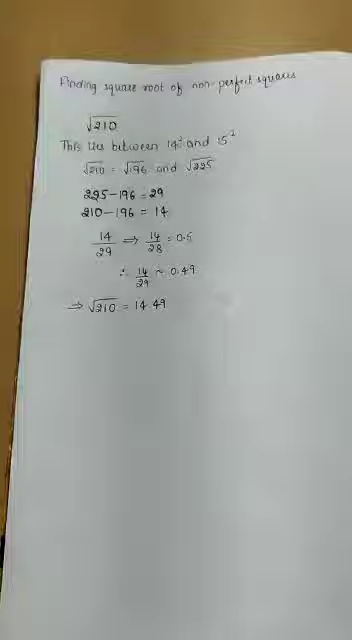 Finding square root of non-perfect squares
√210
This lies between 14² and 15²
√210 = √196 and √225
225-196 = 29
210-196 = 14
14/29 ⇒ 14/28 = 0.5
∴ 14/29 ~ 0.49
⇒ √210 = 14.49